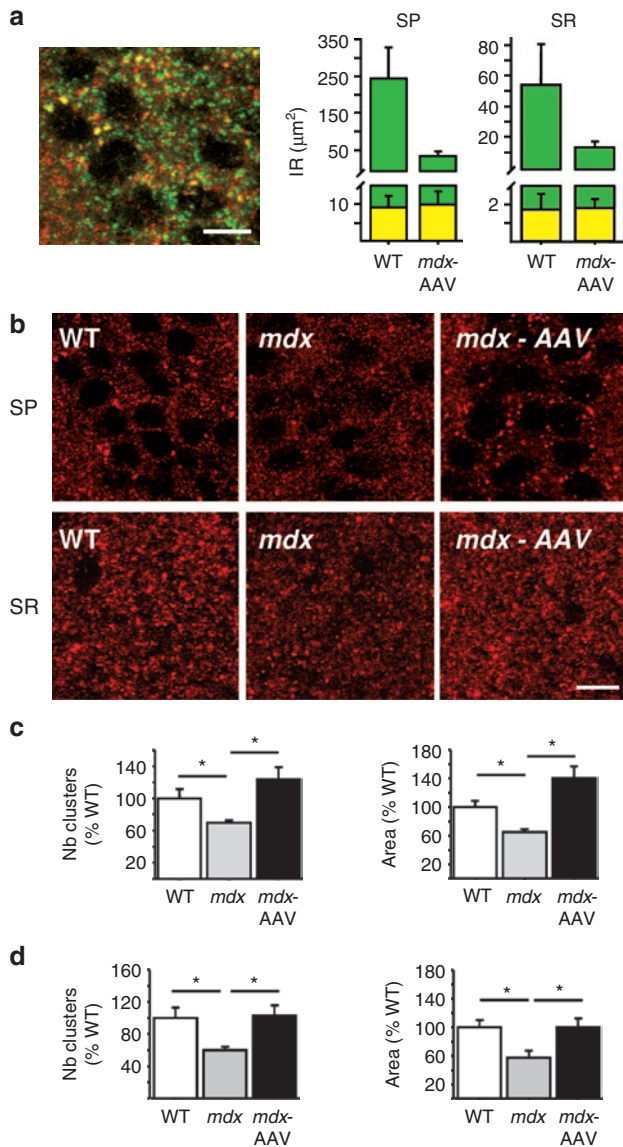 a
SP
SR
IR (μm²)
350
250
150
50
10
80
60
40
20
2
WT
mdx-
AAV
WT
mdx-
AAV
b
WT
mdx
mdx - AAV
SP
WT
mdx
mdx - AAV
SR
c
Nb clusters
(% WT)
140
100
60
20
* *
WT
mdx
mdx-
AAV
Area (% WT)
180
140
100
60
20
* *
WT
mdx
mdx-
AAV
d
Nb clusters
(% WT)
160
120
80
40
* *
WT
mdx
mdx-
AAV
Area (% WT)
180
140
100
60
20
* *
WT
mdx
mdx-
AAV